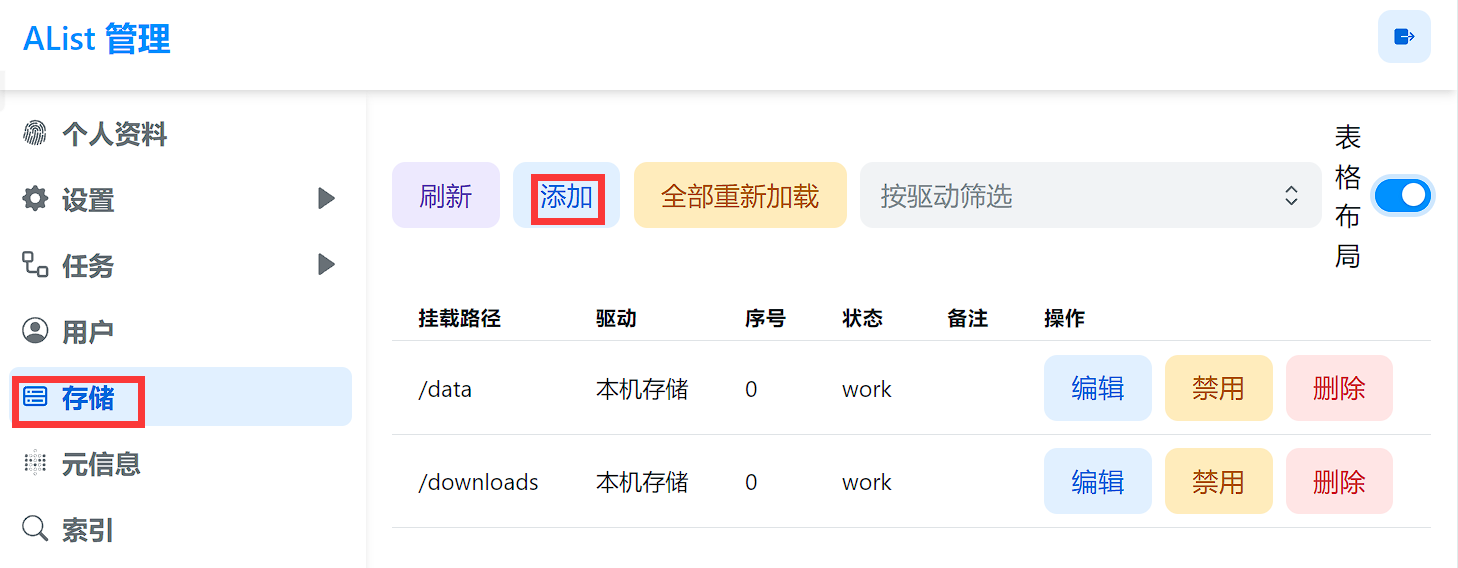 AList 管理
个人资料
设置
任务
用户
存储
元信息
索引
刷新 添加 全部重新加载 按驱动筛选 表格布局
挂载路径 驱动 序号 状态 备注 操作
/data 本机存储 0 work 编辑 禁用 删除
/downloads 本机存储 0 work 编辑 禁用 删除